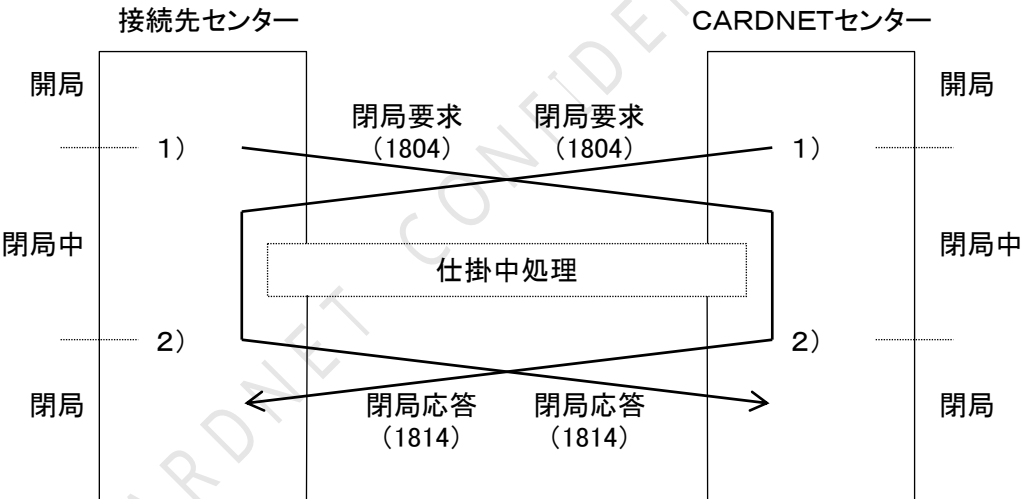 接続先センター
CARDNETセンター
開局
開局
閉局要求
(1804)
閉局要求
(1804)
1)
1)
閉局中
閉局中
仕掛中処理
2)
2)
閉局
閉局
閉局応答
(1814)
閉局応答
(1814)
CARDNET CONFIDE